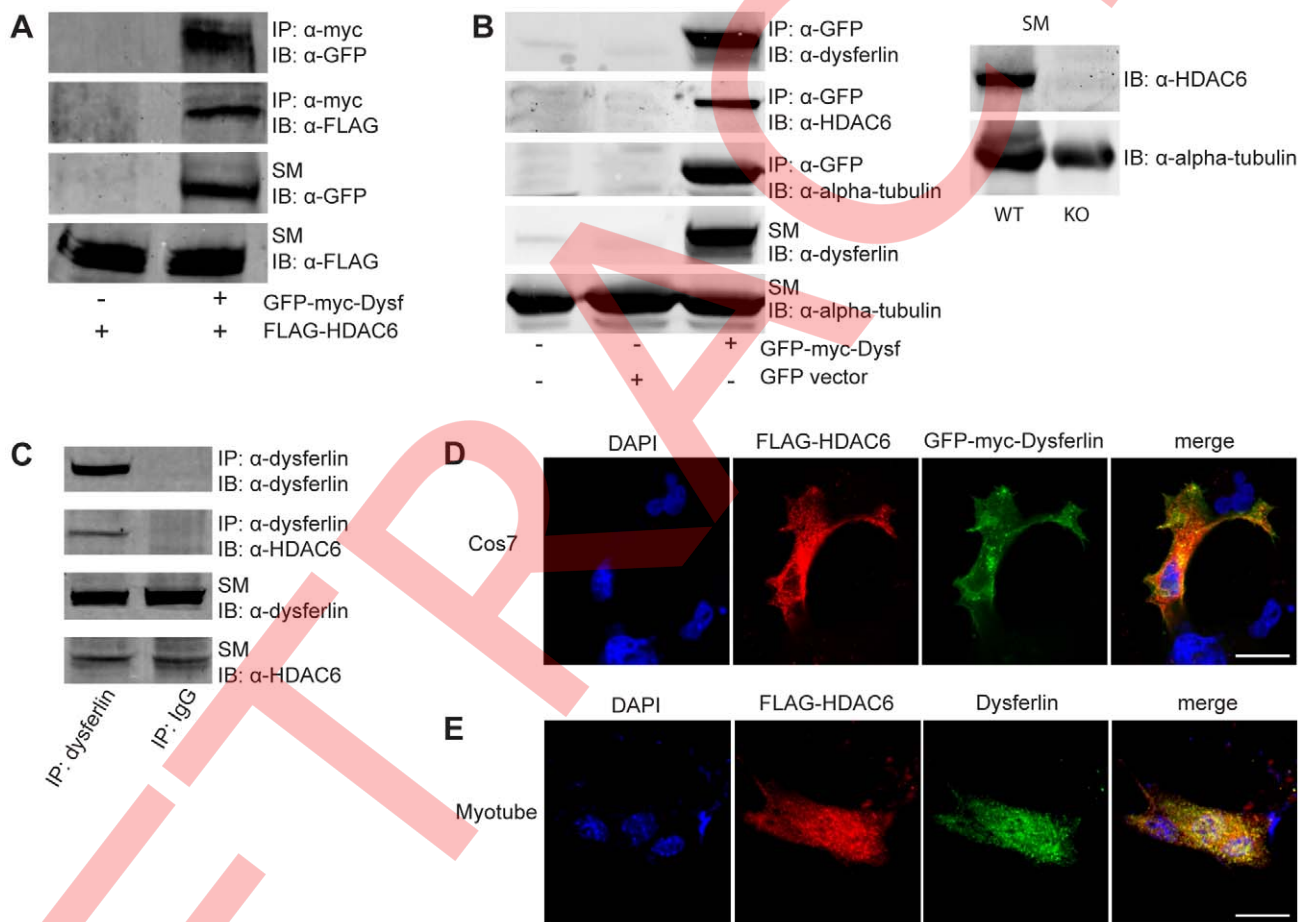 A
IP: α-myc
IB: α-GFP
IP: α-myc
IB: α-FLAG
SM
IB: α-GFP
SM
IB: α-FLAG
- + GFP-myc-Dysf
+ + FLAG-HDAC6
B
IP: α-GFP
IB: α-dysferlin
IP: α-GFP
IB: α-HDAC6
IP: α-GFP
IB: α-alpha-tubulin
SM
IB: α-dysferlin
SM
IB: α-alpha-tubulin
- - + GFP-myc-Dysf
- + - GFP vector
SM
IB: α-HDAC6
IB: α-alpha-tubulin
WT KO
C
IP: α-dysferlin
IB: α-dysferlin
IP: α-dysferlin
IB: α-HDAC6
SM
IB: α-dysferlin
SM
IB: α-HDAC6
IP: dysferlin
IP: IgG
D
DAPI FLAG-HDAC6 GFP-myc-Dysferlin merge
Cos7
E
DAPI FLAG-HDAC6 Dysferlin merge
Myotube
ETRAC